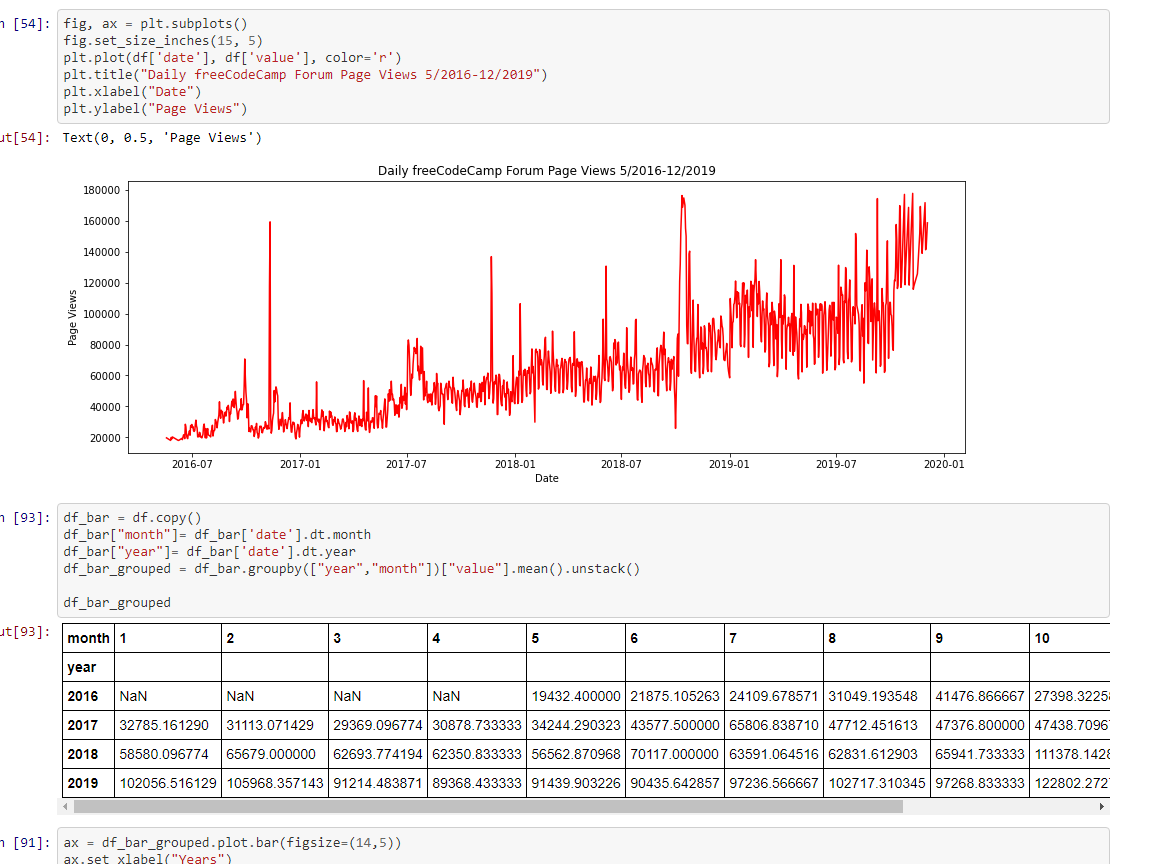 n [54]: fig, ax = plt.subplots()
fig.set_size_inches(15, 5)
plt.plot(df['date'], df['value'], color='r')
plt.title("Daily freeCodeCamp Forum Page Views 5/2016-12/2019")
plt.xlabel("Date")
plt.ylabel("Page Views")
ut[54]: Text(0, 0.5, 'Page Views')
Daily freeCodeCamp Forum Page Views 5/2016-12/2019
180000
160000
140000
120000
100000
80000
60000
40000
20000
Page Views
2016-07 2017-01 2017-07 2018-01 2018-07 2019-01 2019-07 2020-01
Date
n [93]: df_bar = df.copy()
df_bar["month"]= df_bar['date'].dt.month
df_bar["year"]= df_bar['date'].dt.year
df_bar_grouped = df_bar.groupby(["year","month"])["value"].mean().unstack()
df_bar_grouped
ut[93]:
month 1 2 3 4 5 6 7 8 9 10
year
2016 NaN NaN NaN NaN 19432.400000 21875.105263 24109.678571 31049.193548 41476.866667 27398.3225
2017 32785.161290 31113.071429 29369.096774 30878.733333 34244.290323 43577.500000 65806.838710 47712.451613 47376.800000 47438.7096
2018 58580.096774 65679.000000 62693.774194 62350.833333 56562.870968 70117.000000 63591.064516 62831.612903 65941.733333 111378.142
2019 102056.516129 105968.357143 91214.483871 89368.433333 91439.903226 90435.642857 97236.566667 102717.310345 97268.833333 122802.272
n [91]: ax = df_bar_grouped.plot.bar(figsize=(14,5))
ax.set_xlabel("Years")